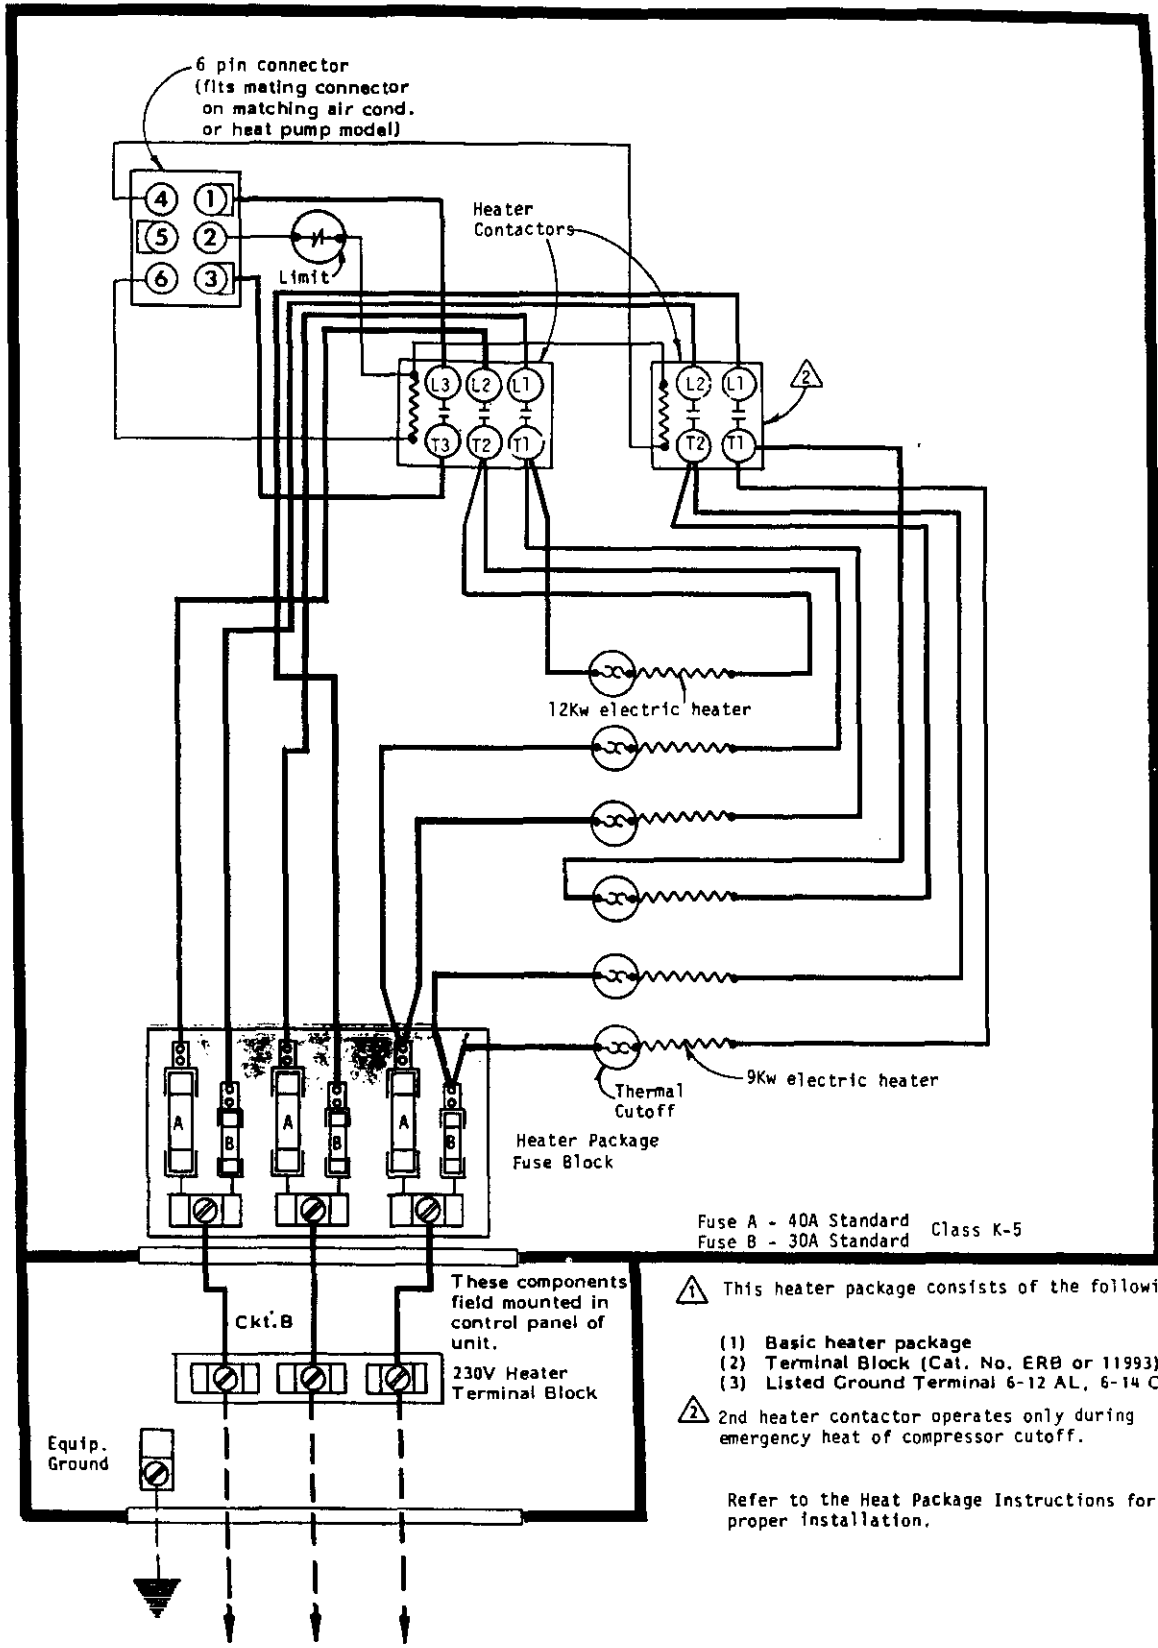 6 pin connector
(fits mating connector
on matching air cond.
or heat pump model)
4 1
5 2
6 3
Limit
Heater
Contactors
L3 L2 L1
T3 T2 T1
L2 L1
T2 T1
2
12Kw electric heater
9Kw electric heater
Thermal
Cutoff
A B A B A B
Heater Package
Fuse Block
Fuse A - 40A Standard
Fuse B - 30A Standard
Class K-5
Ckt.B
These components
field mounted in
control panel of
unit.
230V Heater
Terminal Block
Equip.
Ground
1 This heater package consists of the followi
(1) Basic heater package
(2) Terminal Block (Cat. No. ERB or 11993)
(3) Listed Ground Terminal 6-12 AL, 6-14 C
2 2nd heater contactor operates only during
emergency heat of compressor cutoff.
Refer to the Heat Package Instructions for
proper installation.